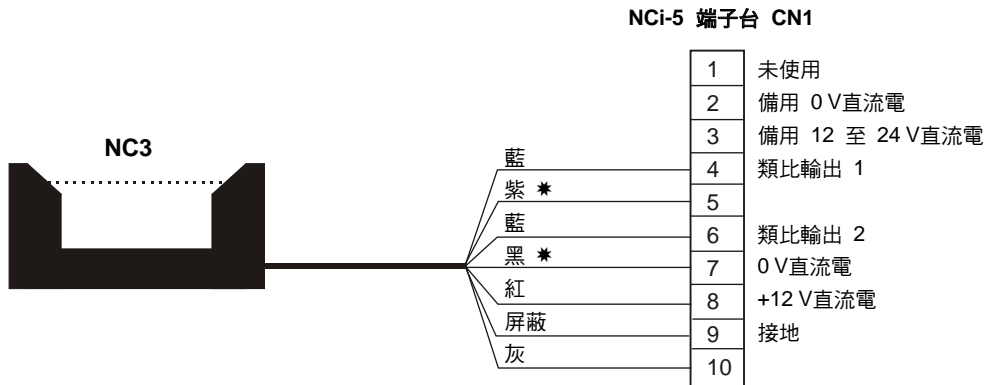 NCi-5 端子台 CN1
NC3
藍
紫 ✷
藍
黑 ✷
紅
屏蔽
灰
1 未使用
2 備用 0 V直流電
3 備用 12 至 24 V直流電
4 類比輸出 1
5
6 類比輸出 2
7 0 V直流電
8 +12 V直流電
9 接地
10